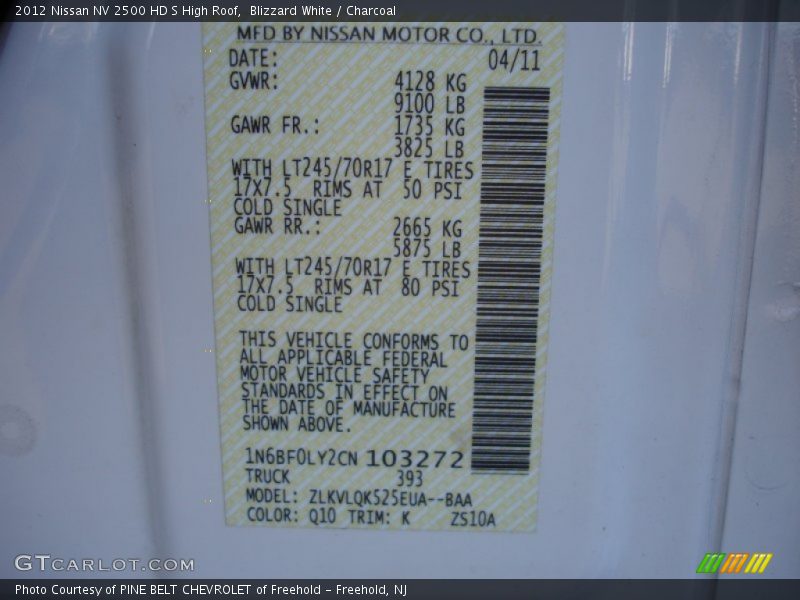 2012 Nissan NV 2500 HD S High Roof,  Blizzard White / Charcoal
MFD BY NISSAN MOTOR CO., LTD.
DATE: 04/11
GVWR: 4128 KG
9100 LB
GAWR FR.: 1735 KG
3825 LB
WITH LT245/70R17 E TIRES
17X7.5 RIMS AT 50 PSI
COLD SINGLE
GAWR RR.: 2665 KG
5875 LB
WITH LT245/70R17 E TIRES
17X7.5 RIMS AT 80 PSI
COLD SINGLE
THIS VEHICLE CONFORMS TO
ALL APPLICABLE FEDERAL
MOTOR VEHICLE SAFETY
STANDARDS IN EFFECT ON
THE DATE OF MANUFACTURE
SHOWN ABOVE.
1N6BF0LY2CN 103272
TRUCK 393
MODEL: ZLKVLQKS25EUA--BAA
COLOR: Q10 TRIM: K ZS10A
GTCARLOT.COM
Photo Courtesy of PINE BELT CHEVROLET of Freehold - Freehold, NJ